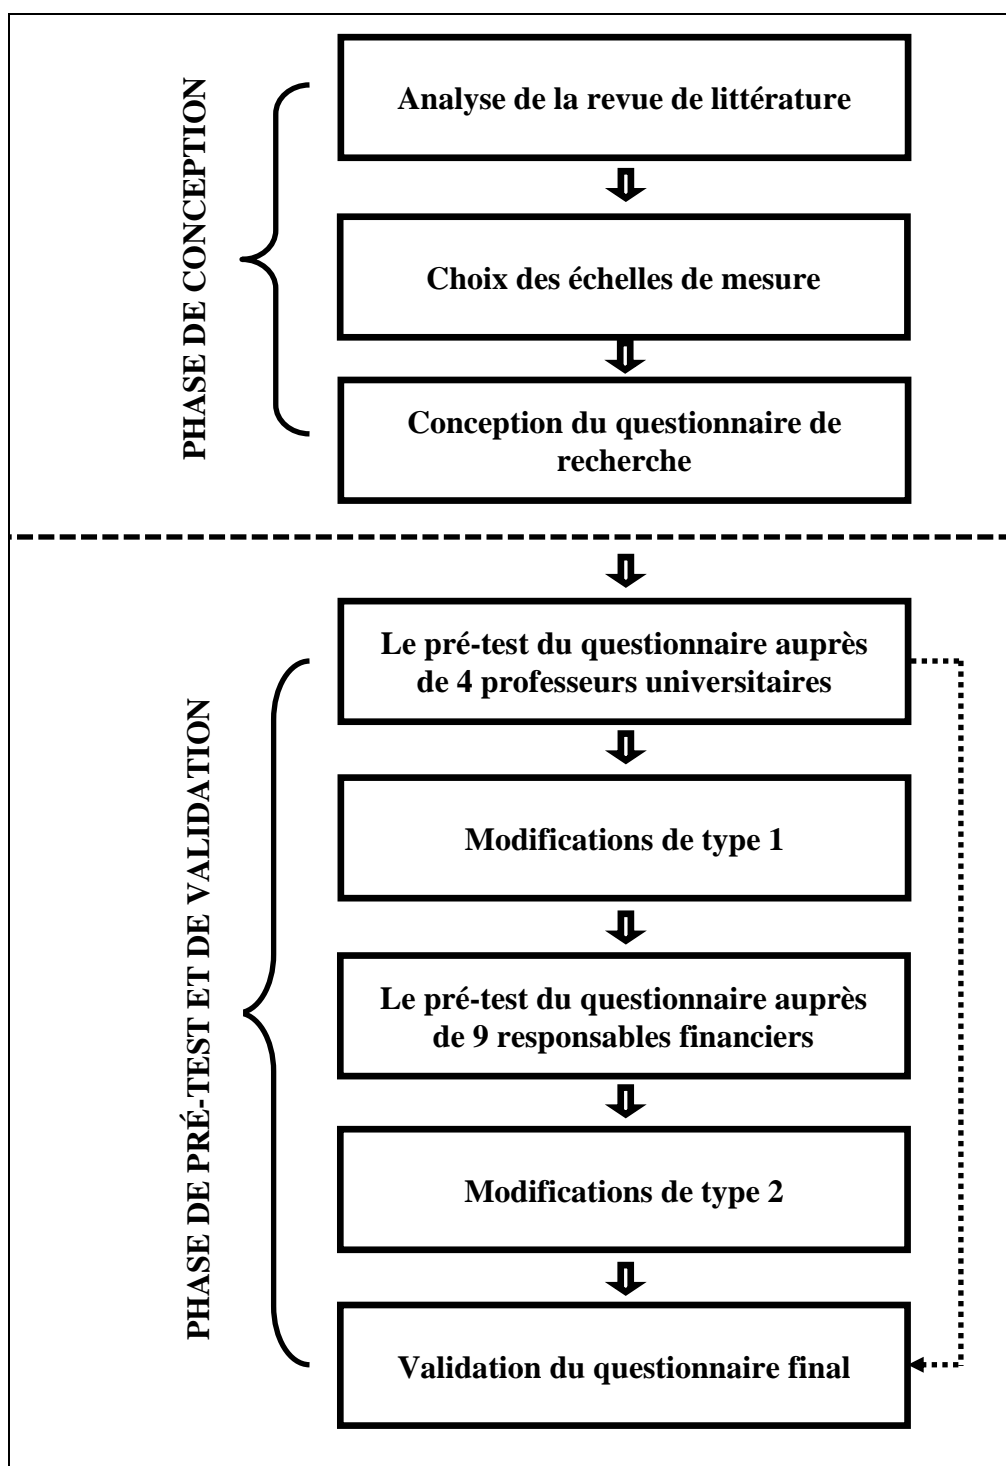 PHASE DE CONCEPTION
Analyse de la revue de littérature
Choix des échelles de mesure
Conception du questionnaire de
recherche
PHASE DE PRÉ-TEST ET DE VALIDATION
Le pré-test du questionnaire auprès
de 4 professeurs universitaires
Modifications de type 1
Le pré-test du questionnaire auprès
de 9 responsables financiers
Modifications de type 2
Validation du questionnaire final